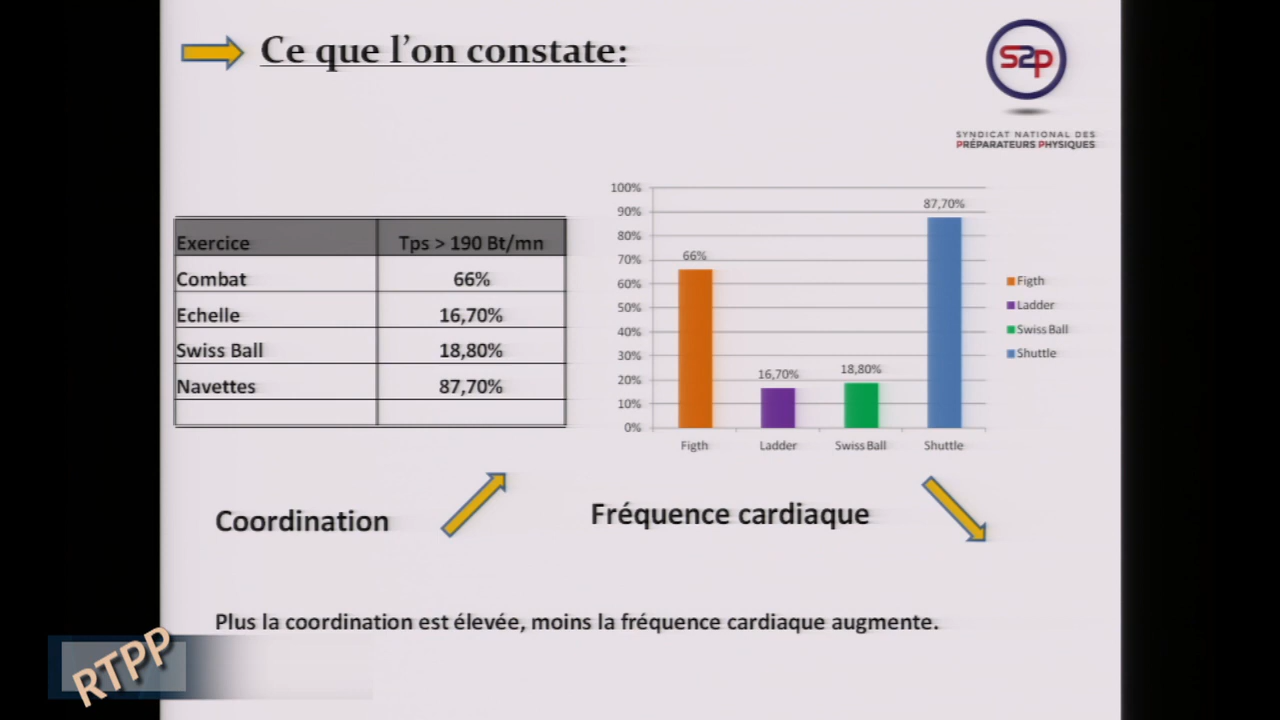 Ce que l'on constate:
S2P
SYNDICAT NATIONAL DES
PRÉPARATEURS PHYSIQUES
Exercice Tps > 190 Bt/mn
Combat 66%
Echelle 16,70%
Swiss Ball 18,80%
Navettes 87,70%
100%
90%
80%
70%
60%
50%
40%
30%
20%
10%
0%
66%
16,70%
18,80%
87,70%
Figth
Ladder
Swiss Ball
Shuttle
Figth
Ladder
Swiss Ball
Shuttle
Coordination
Fréquence cardiaque
Plus la coordination est élevée, moins la fréquence cardiaque augmente.
RTPP